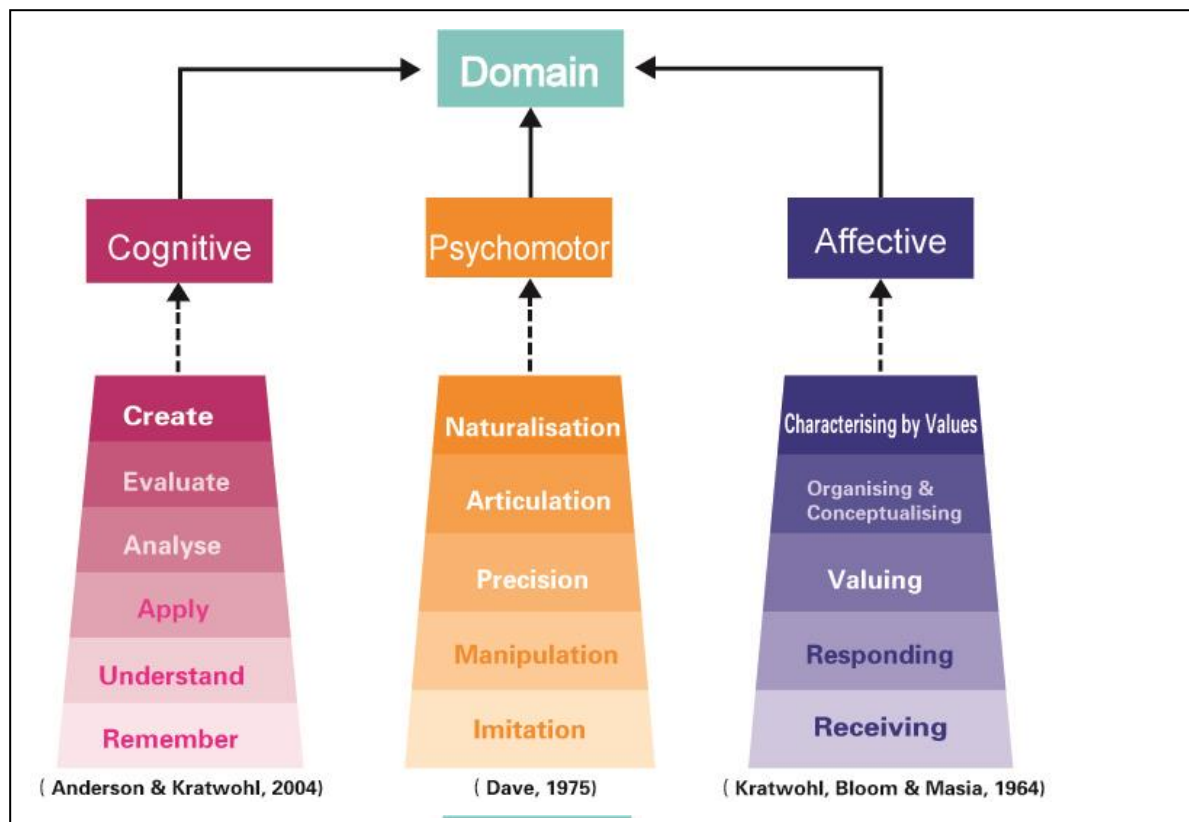 Domain
Cognitive
Psychomotor
Affective
Create
Evaluate
Analyse
Apply
Understand
Remember
( Anderson & Kratwohl, 2004)
Naturalisation
Articulation
Precision
Manipulation
Imitation
( Dave, 1975)
Characterising by Values
Organising &
Conceptualising
Valuing
Responding
Receiving
( Kratwohl, Bloom & Masia, 1964)